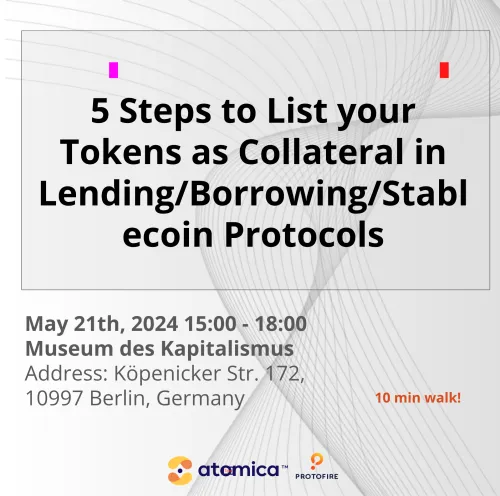 5 Steps to List your
Tokens as Collateral in
Lending/Borrowing/Stabl
ecoin Protocols
May 21th, 2024 15:00 - 18:00
Museum des Kapitalismus
Address: Köpenicker Str. 172,
10997 Berlin, Germany
10 min walk!
atomica™
PROTOFIRE